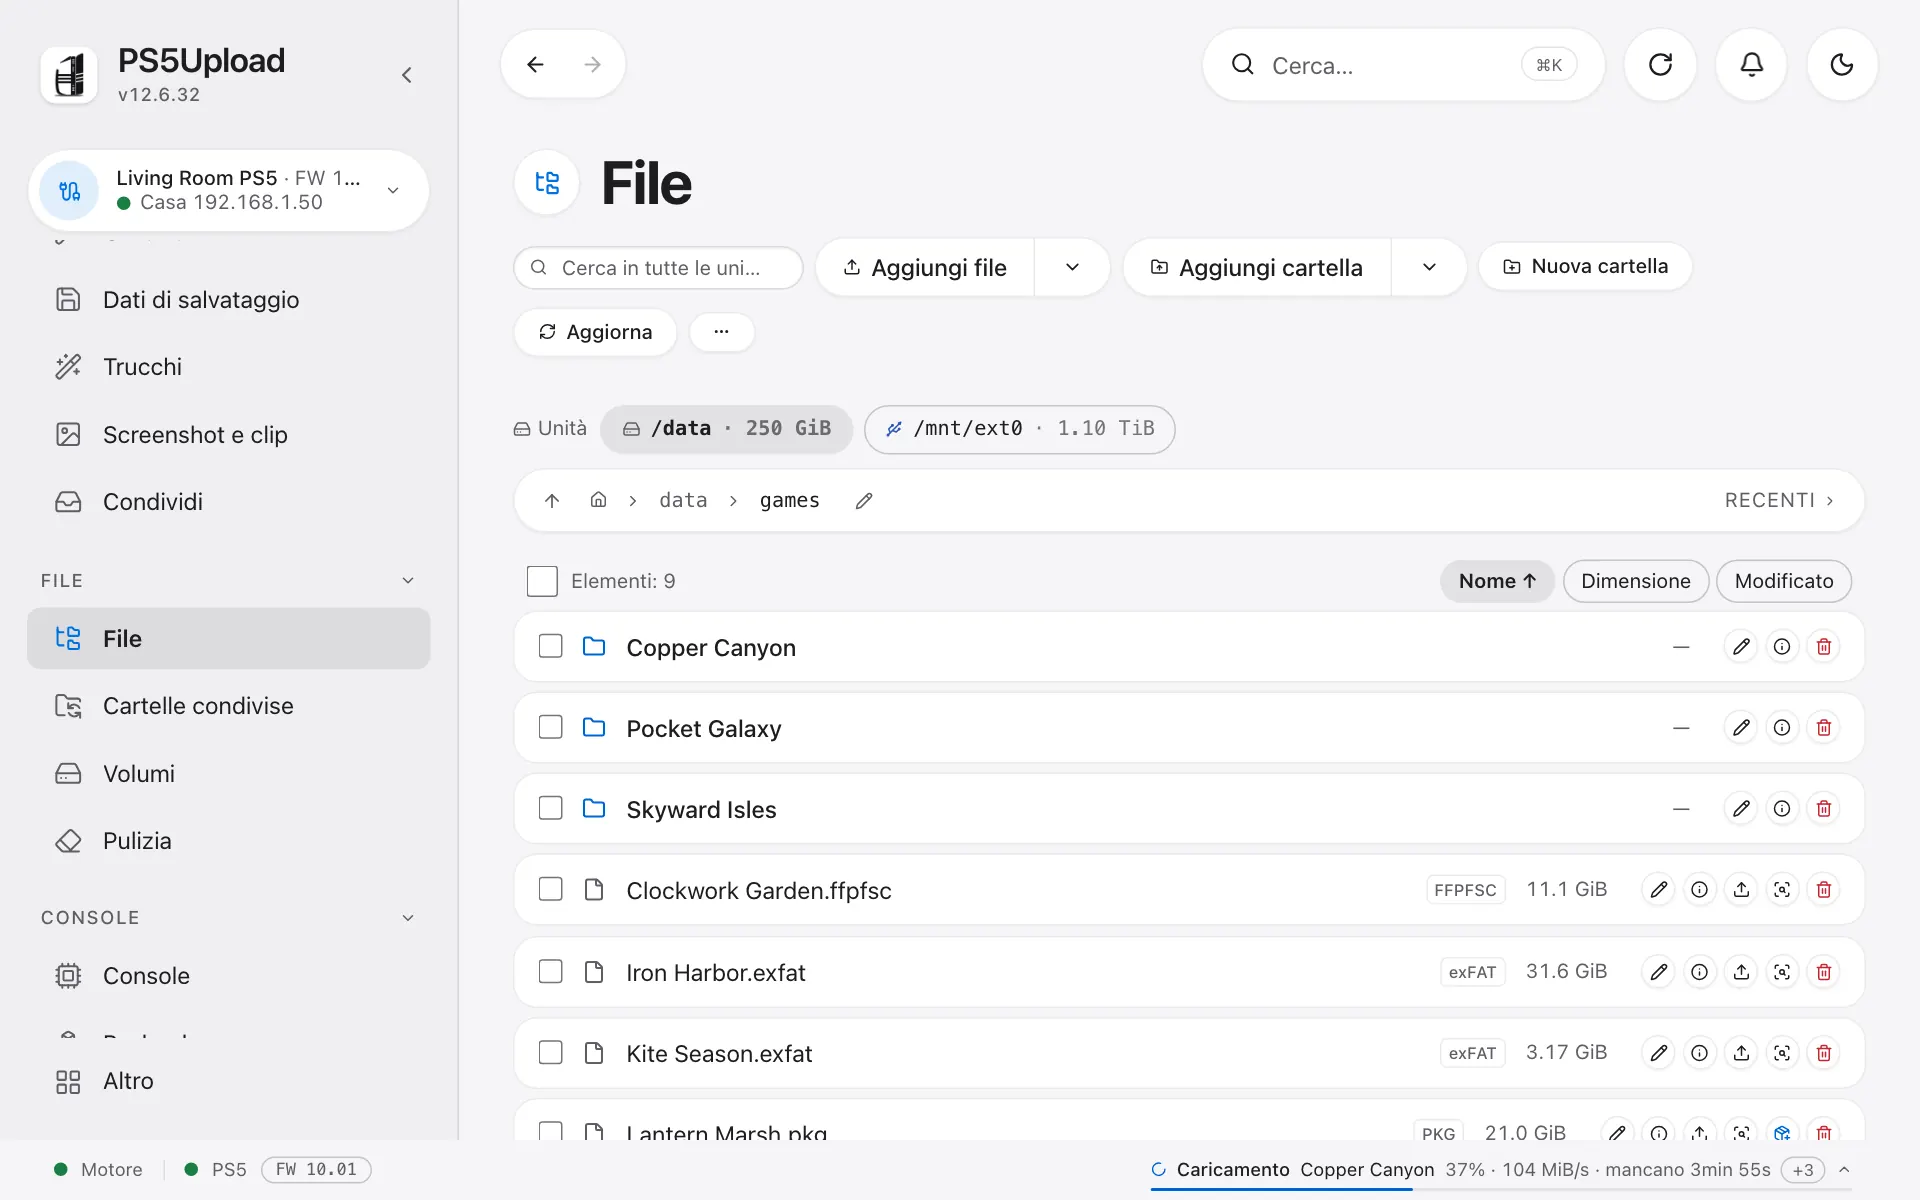 PS5Upload
v12.6.32
Living Room PS5 · FW 1...
Casa 192.168.1.50
Dati di salvataggio
Trucchi
Screenshot e clip
Condividi
FILE
File
Cartelle condivise
Volumi
Pulizia
CONSOLE
Console
Altro
Cerca...
⌘K
File
Cerca in tutte le uni...
Aggiungi file
Aggiungi cartella
Nuova cartella
Aggiorna
Unità
/data · 250 GiB
/mnt/ext0 · 1.10 TiB
data › games
RECENTI ›
Elementi: 9
Nome ↑
Dimensione
Modificato
Copper Canyon —
Pocket Galaxy —
Skyward Isles —
Clockwork Garden.ffpfsc FFPFSC 11.1 GiB
Iron Harbor.exfat exFAT 31.6 GiB
Kite Season.exfat exFAT 3.17 GiB
Lantern Marsh.pkg PKG 21.0 GiB
Motore
PS5
FW 10.01
Caricamento Copper Canyon 37% · 104 MiB/s · mancano 3min 55s +3